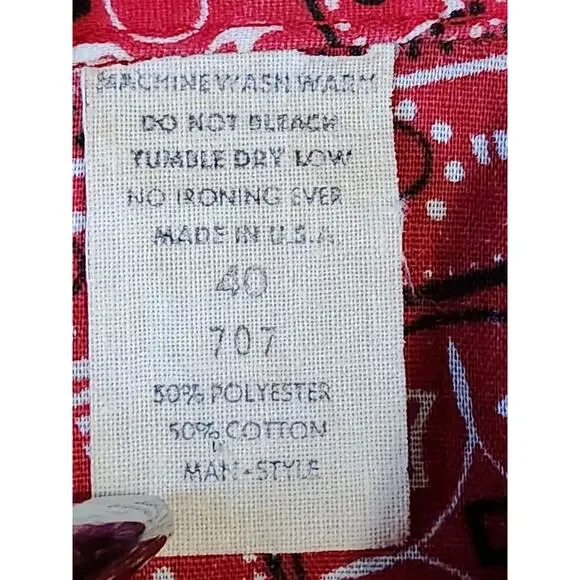 MACHINE WASH WARM
DO NOT BLEACH
TUMBLE DRY LOW
NO IRONING EVER
MADE IN U.S.A.
40
707
50% POLYESTER
50% COTTON
MAN-STYLE